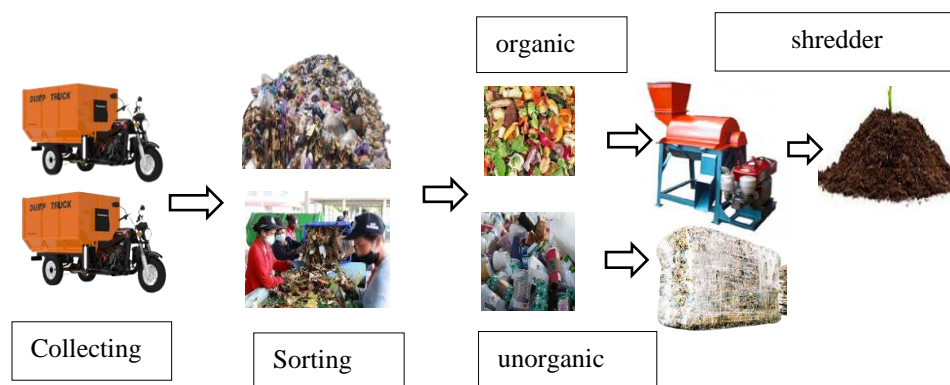 organic
shredder
DUMP TRUCK
DUMP TRUCK
Collecting
Sorting
unorganic